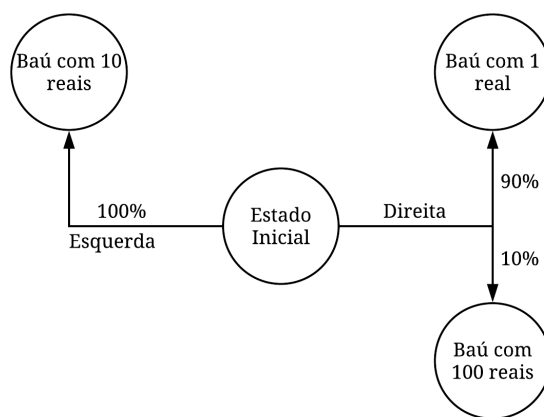 Baú com 10
reais
Baú com 1
real
100%
Esquerda
Estado
Inicial
Direita
90%
10%
Baú com
100 reais